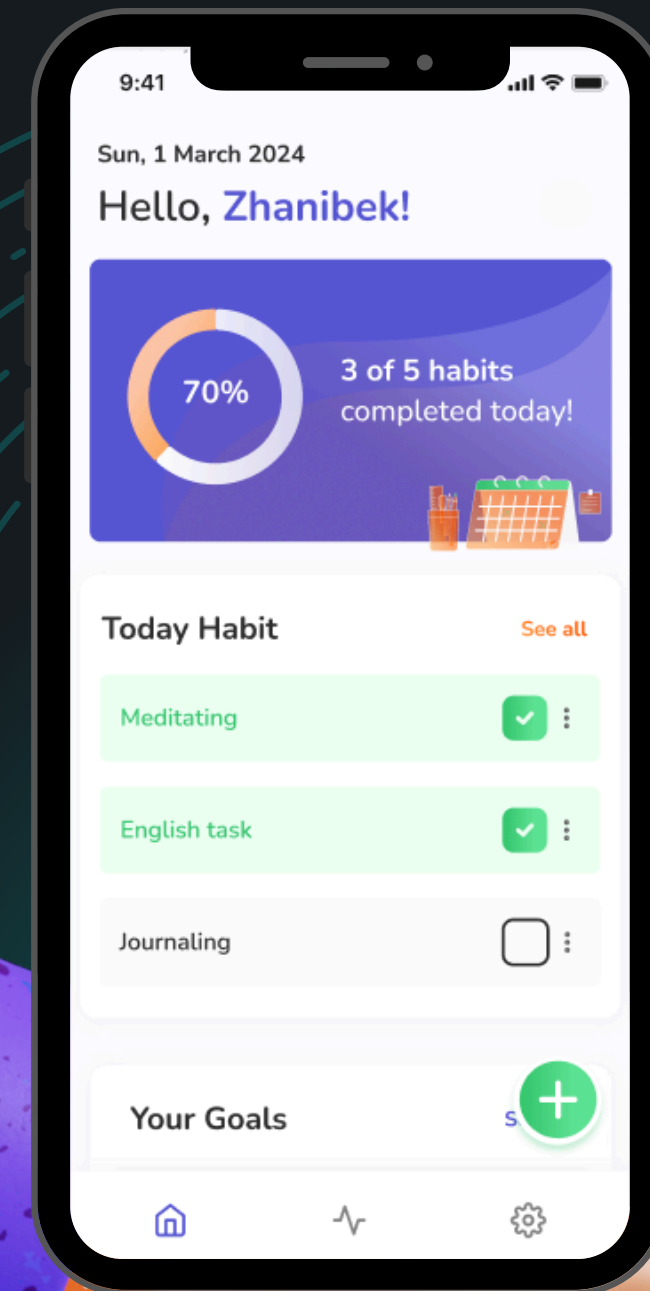 9:41
Sun, 1 March 2024
Hello, Zhanibek!
70%
3 of 5 habits
completed today!
Today Habit
See all
Meditating
English task
Journaling
Your Goals